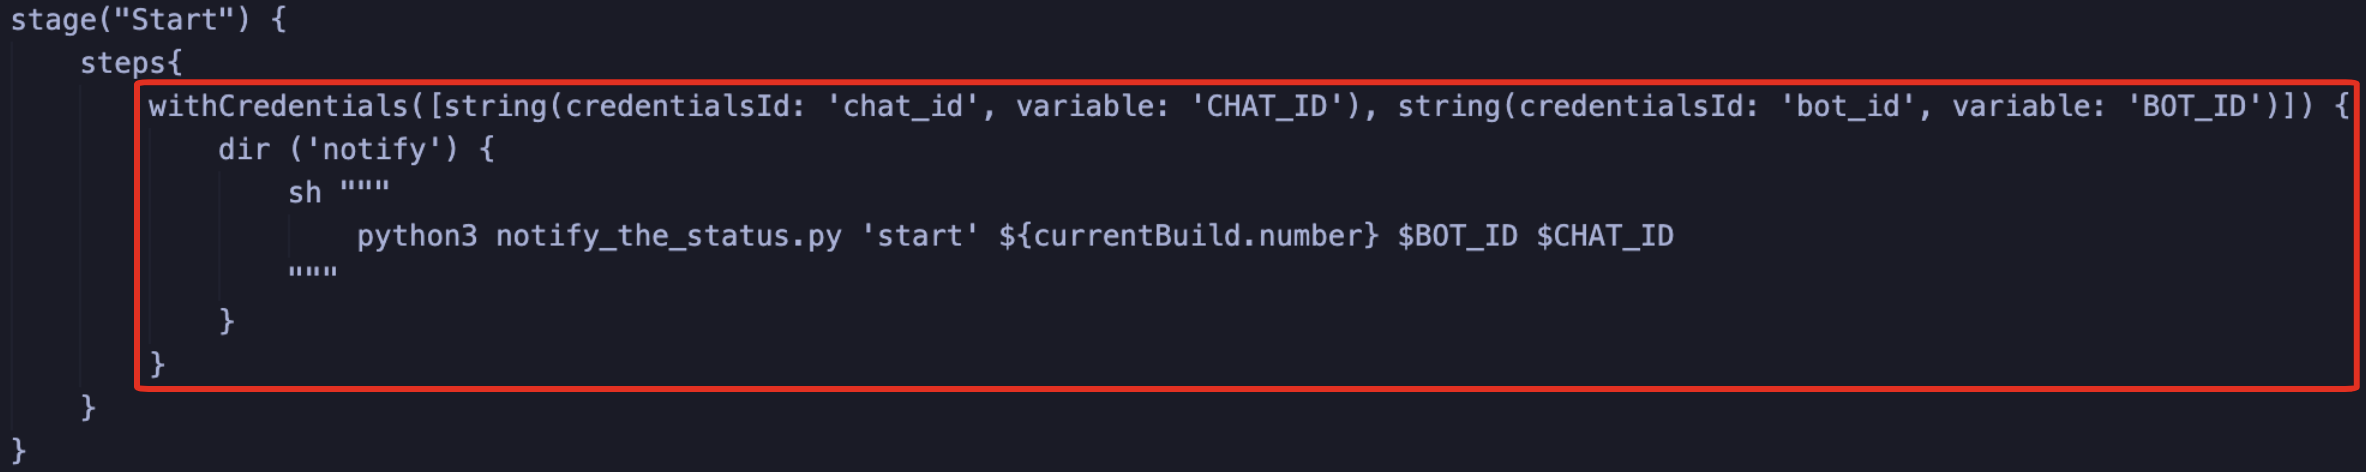 stage("Start") {
steps{
withCredentials([string(credentialsId: 'chat_id', variable: 'CHAT_ID'), string(credentialsId: 'bot_id', variable: 'BOT_ID')]) {
dir ('notify') {
sh """
python3 notify_the_status.py 'start' ${currentBuild.number} $BOT_ID $CHAT_ID
"""
}
}
}
}